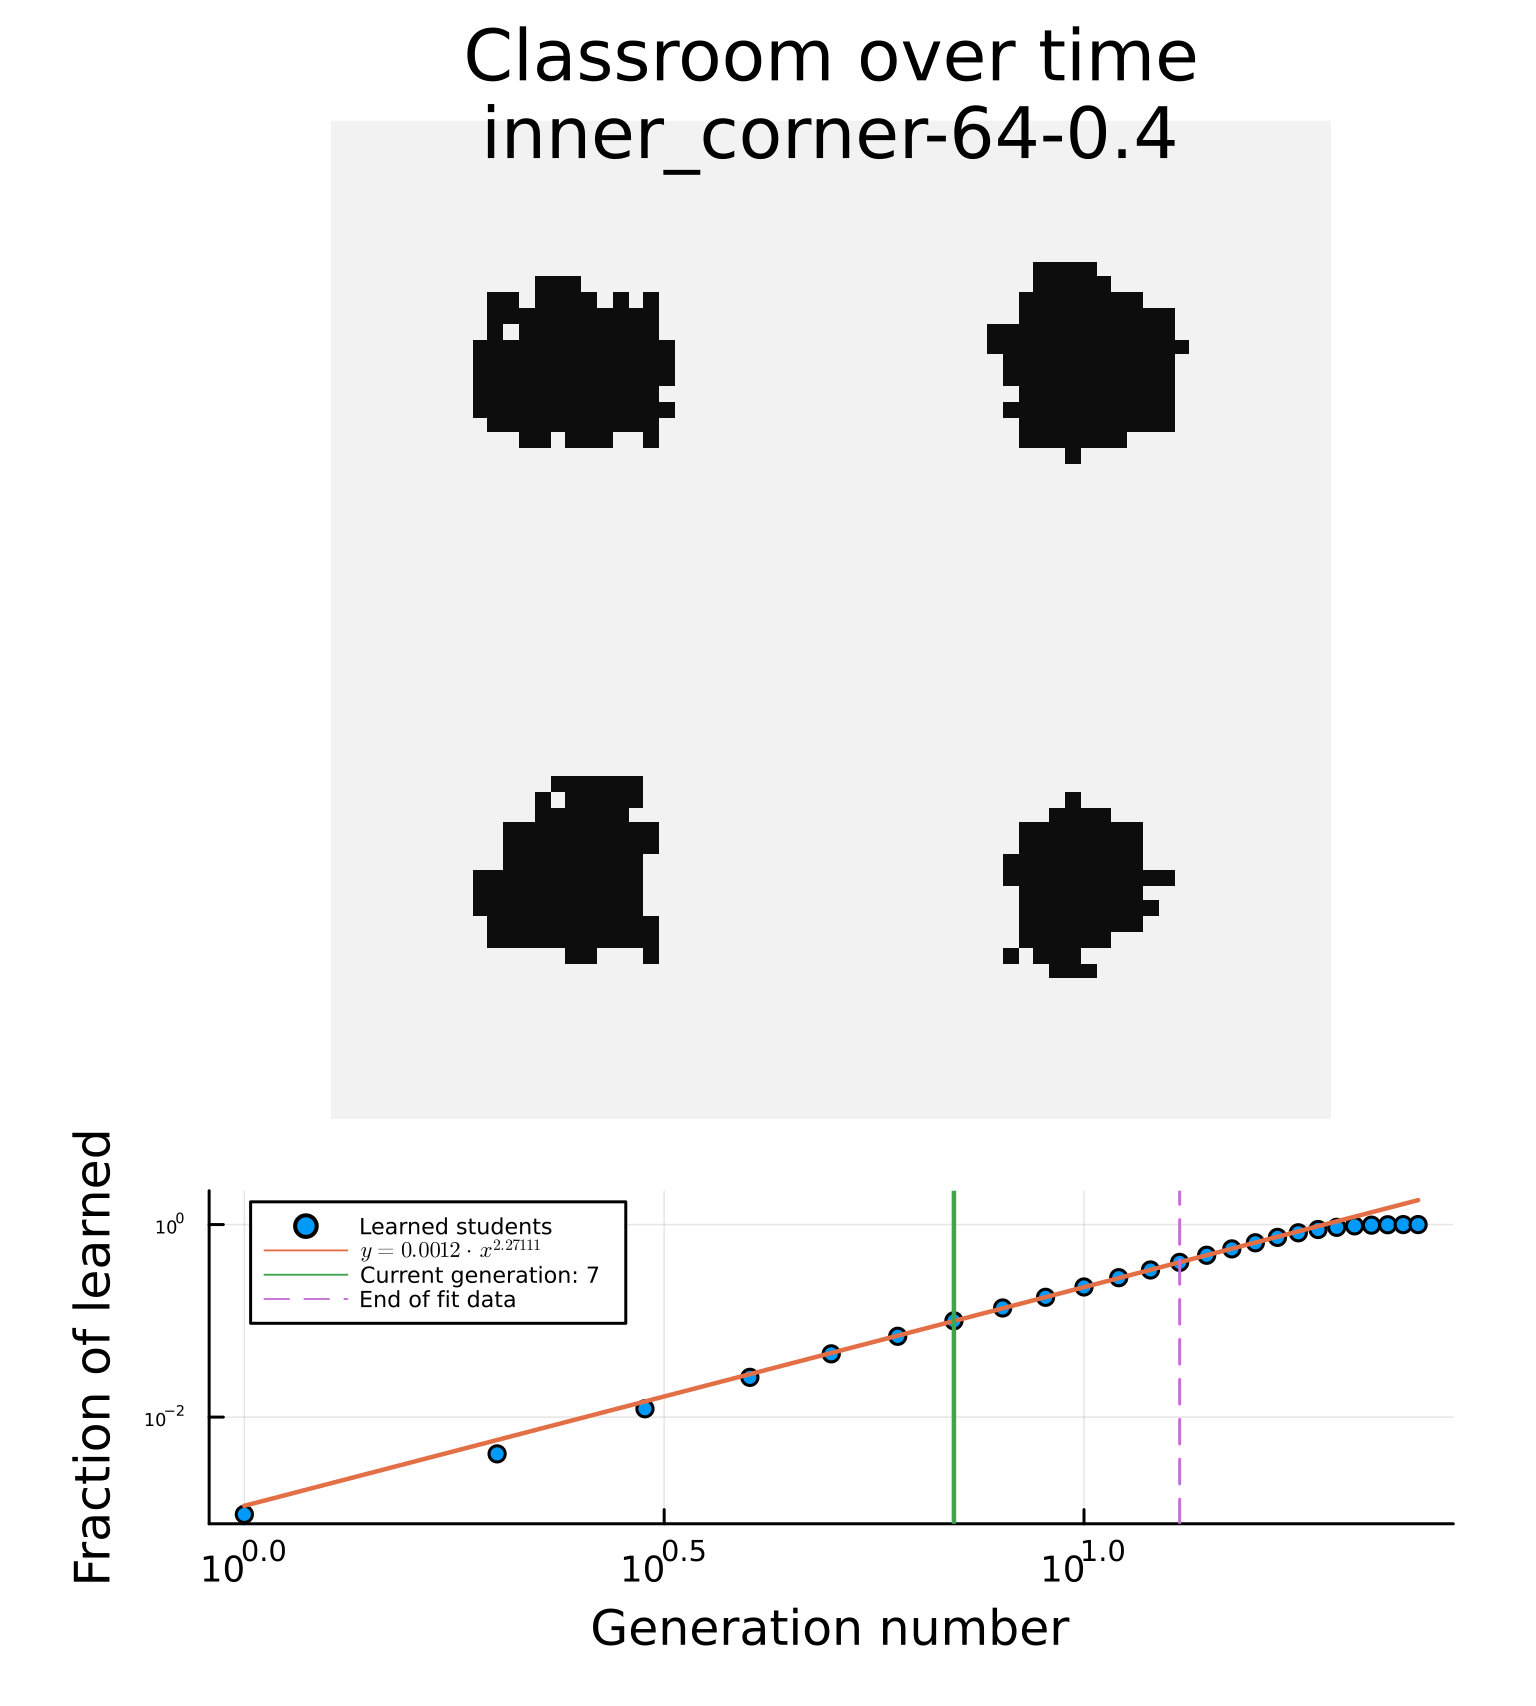 Classroom over time
inner_corner-64-0.4
Fraction of learned
10^0
10^−2
Learned students
y = 0.0012 · x^2.27111
Current generation: 7
End of fit data
10^0.0
10^0.5
10^1.0
Generation number